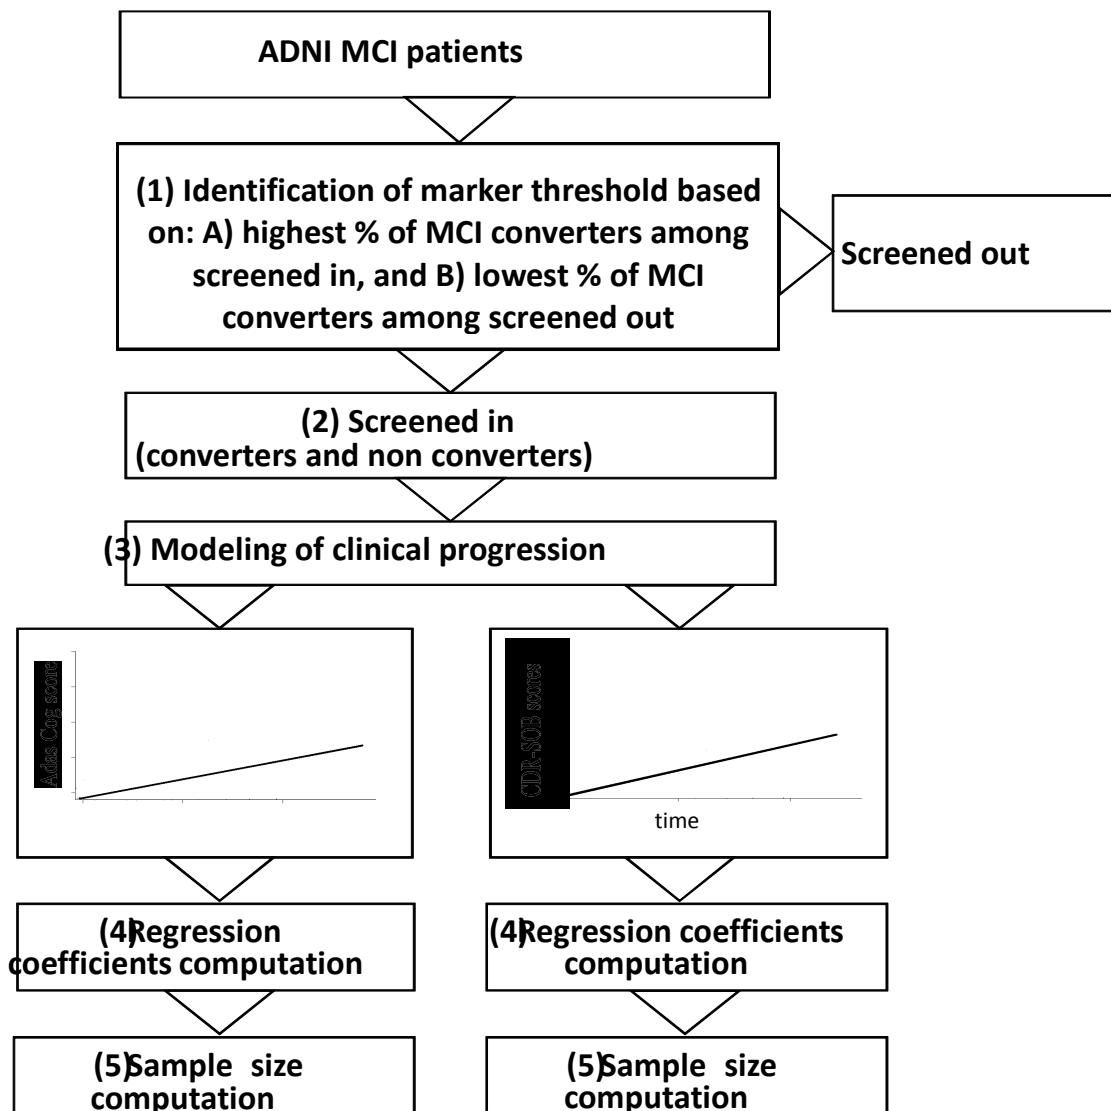 ADNI MCI patients
(1) Identification of marker threshold based
on: A) highest % of MCI converters among
screened in, and B) lowest % of MCI
converters among screened out
Screened out
(2) Screened in
(converters and non converters)
(3) Modeling of clinical progression
Adas Cog score
CDR-SOB scores
time
(4)Regression
coefficients computation
(4)Regression coefficients
computation
(5)Sample size
computation
(5)Sample size
computation